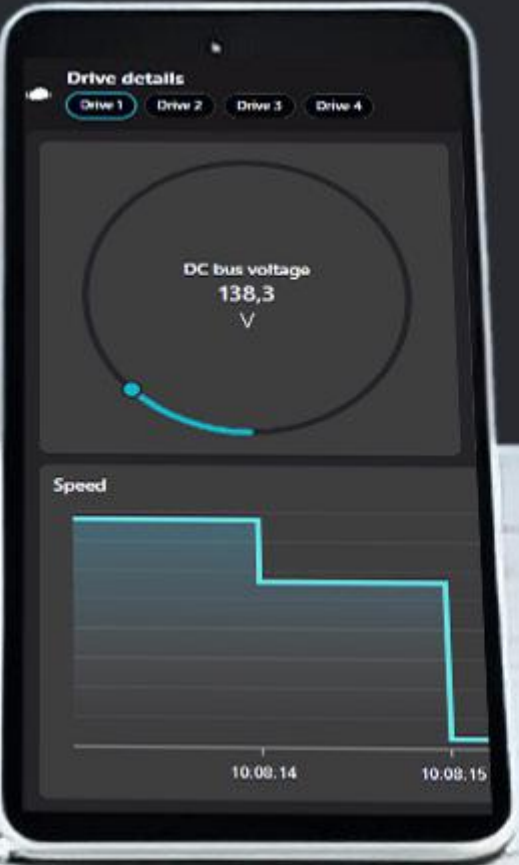 Drive details
Drive 1 Drive 2 Drive 3 Drive 4
DC bus voltage
138,3
V
Speed
10.08.14 10.08.15